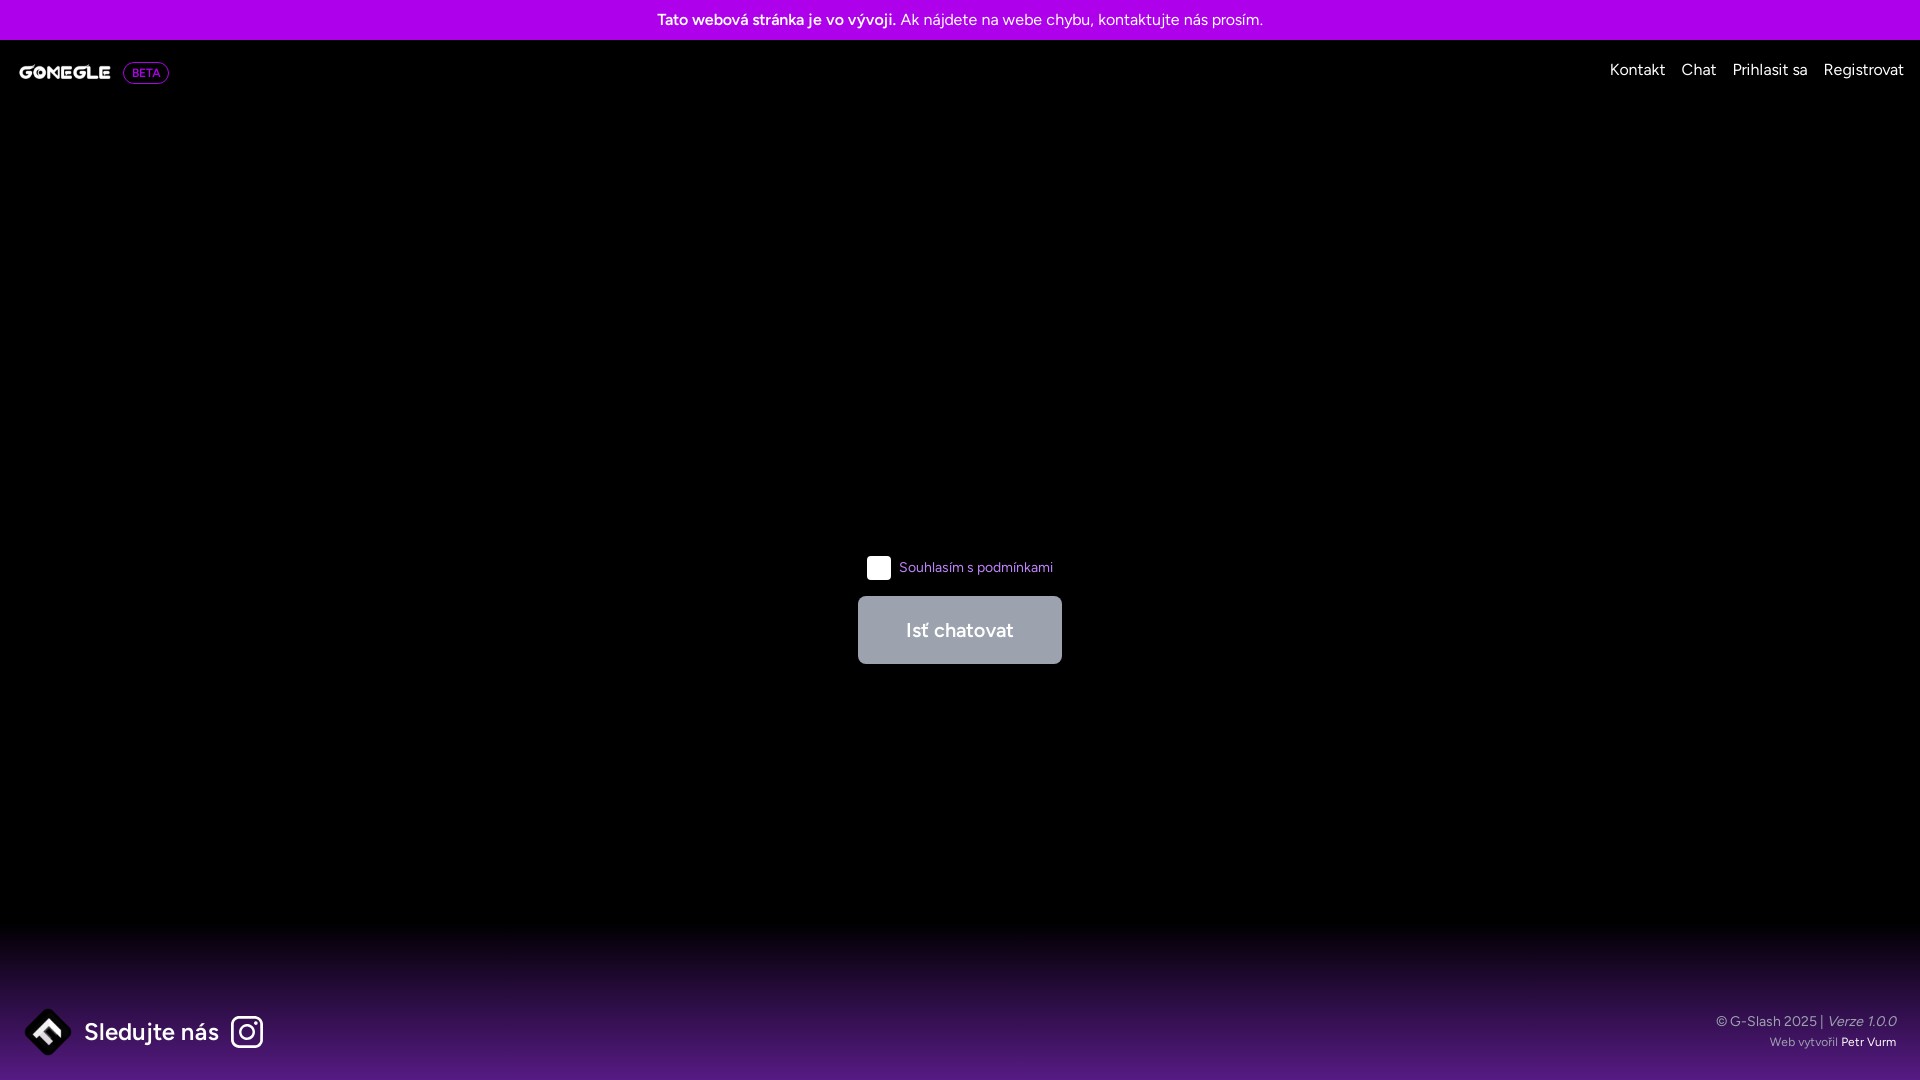 Tato webová stránka je vo vývoji. Ak nájdete na webe chybu, kontaktujte nás prosím.
GOMEGLE BETA
Kontakt Chat Prihlasit sa Registrovat
Souhlasím s podmínkami
Isť chatovat
Sledujte nás
© G-Slash 2025 | Verze 1.0.0
Web vytvořil Petr Vurm